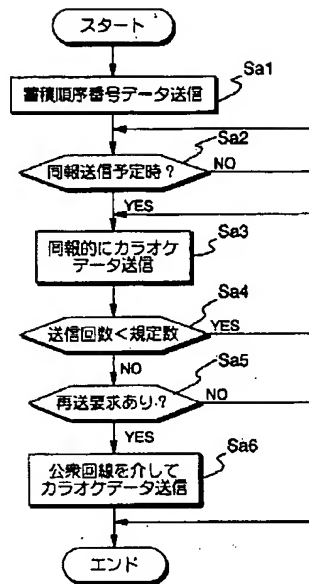 スタート
Sa1
蓄積順序番号データ送信
Sa2
同報送信予定時？
NO
YES
Sa3
同報的にカラオケ
データ送信
Sa4
送信回数<規定数
YES
NO
Sa5
再送要求あり？
NO
YES
Sa6
公衆回線を介して
カラオケデータ送信
エンド